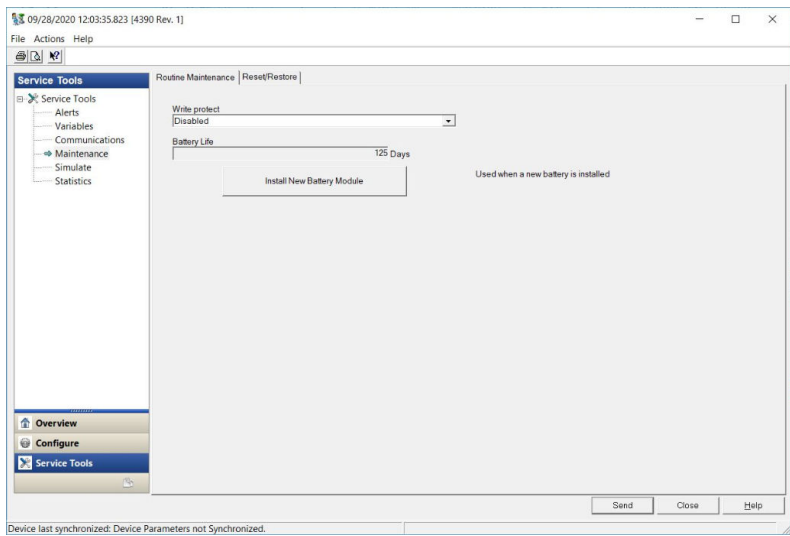 09/28/2020 12:03:35.823 [4390 Rev. 1]
File Actions Help
Service Tools
Service Tools
Alerts
Variables
Communications
Maintenance
Simulate
Statistics
Overview
Configure
Service Tools
Routine Maintenance Reset/Restore
Write protect
Disabled
Battery Life
125 Days
Install New Battery Module
Used when a new battery is installed
Send Close Help
Device last synchronized: Device Parameters not Synchronized.